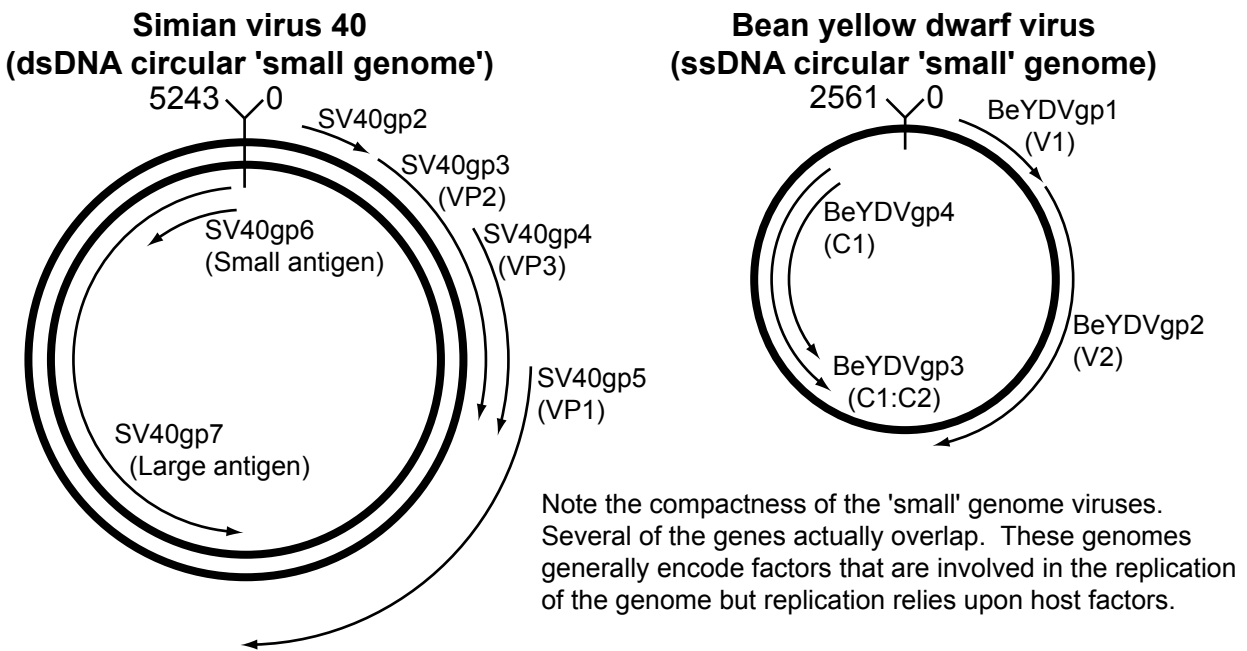 Simian virus 40
(dsDNA circular 'small genome')
5243
0
SV40gp2
SV40gp3
(VP2)
SV40gp4
(VP3)
SV40gp6
(Small antigen)
SV40gp5
(VP1)
SV40gp7
(Large antigen)
Bean yellow dwarf virus
(ssDNA circular 'small' genome)
2561
0
BeYDVgp1
(V1)
BeYDVgp4
(C1)
BeYDVgp2
(V2)
BeYDVgp3
(C1:C2)
Note the compactness of the 'small' genome viruses.
Several of the genes actually overlap. These genomes
generally encode factors that are involved in the replication
of the genome but replication relies upon host factors.